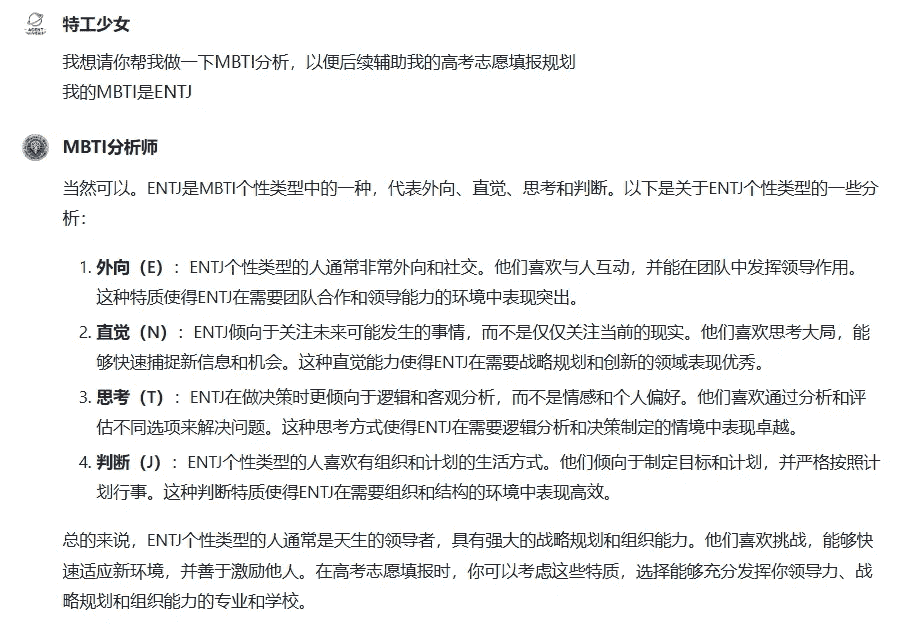 特工少女
我想请你帮我做一下MBTI分析，以便后续辅助我的高考志愿填报规划
我的MBTI是ENTJ
MBTI分析师
当然可以。ENTJ是MBTI个性类型中的一种，代表外向、直觉、思考和判断。以下是关于ENTJ个性类型的一些分
析：
1. 外向（E）：ENTJ个性类型的人通常非常外向和社交。他们喜欢与人互动，并能在团队中发挥领导作用。
这种特质使得ENTJ在需要团队合作和领导能力的环境中表现突出。
2. 直觉（N）：ENTJ倾向于关注未来可能发生的事情，而不是仅仅关注当前的现实。他们喜欢思考大局，能
够快速捕捉新信息和机会。这种直觉能力使得ENTJ在需要战略规划和创新的领域表现优秀。
3. 思考（T）：ENTJ在做决策时更倾向于逻辑和客观分析，而不是情感和个人偏好。他们喜欢通过分析和评
估不同选项来解决问题。这种思考方式使得ENTJ在需要逻辑分析和决策制定的情境中表现卓越。
4. 判断（J）：ENTJ个性类型的人喜欢有组织和计划的生活方式。他们倾向于制定目标和计划，并严格按照计
划行事。这种判断特质使得ENTJ在需要组织和结构的环境中表现高效。
总的来说，ENTJ个性类型的人通常是天生的领导者，具有强大的战略规划和组织能力。他们喜欢挑战，能够快
速适应新环境，并善于激励他人。在高考志愿填报时，你可以考虑这些特质，选择能够充分发挥你领导力、战
略规划和组织能力的专业和学校。